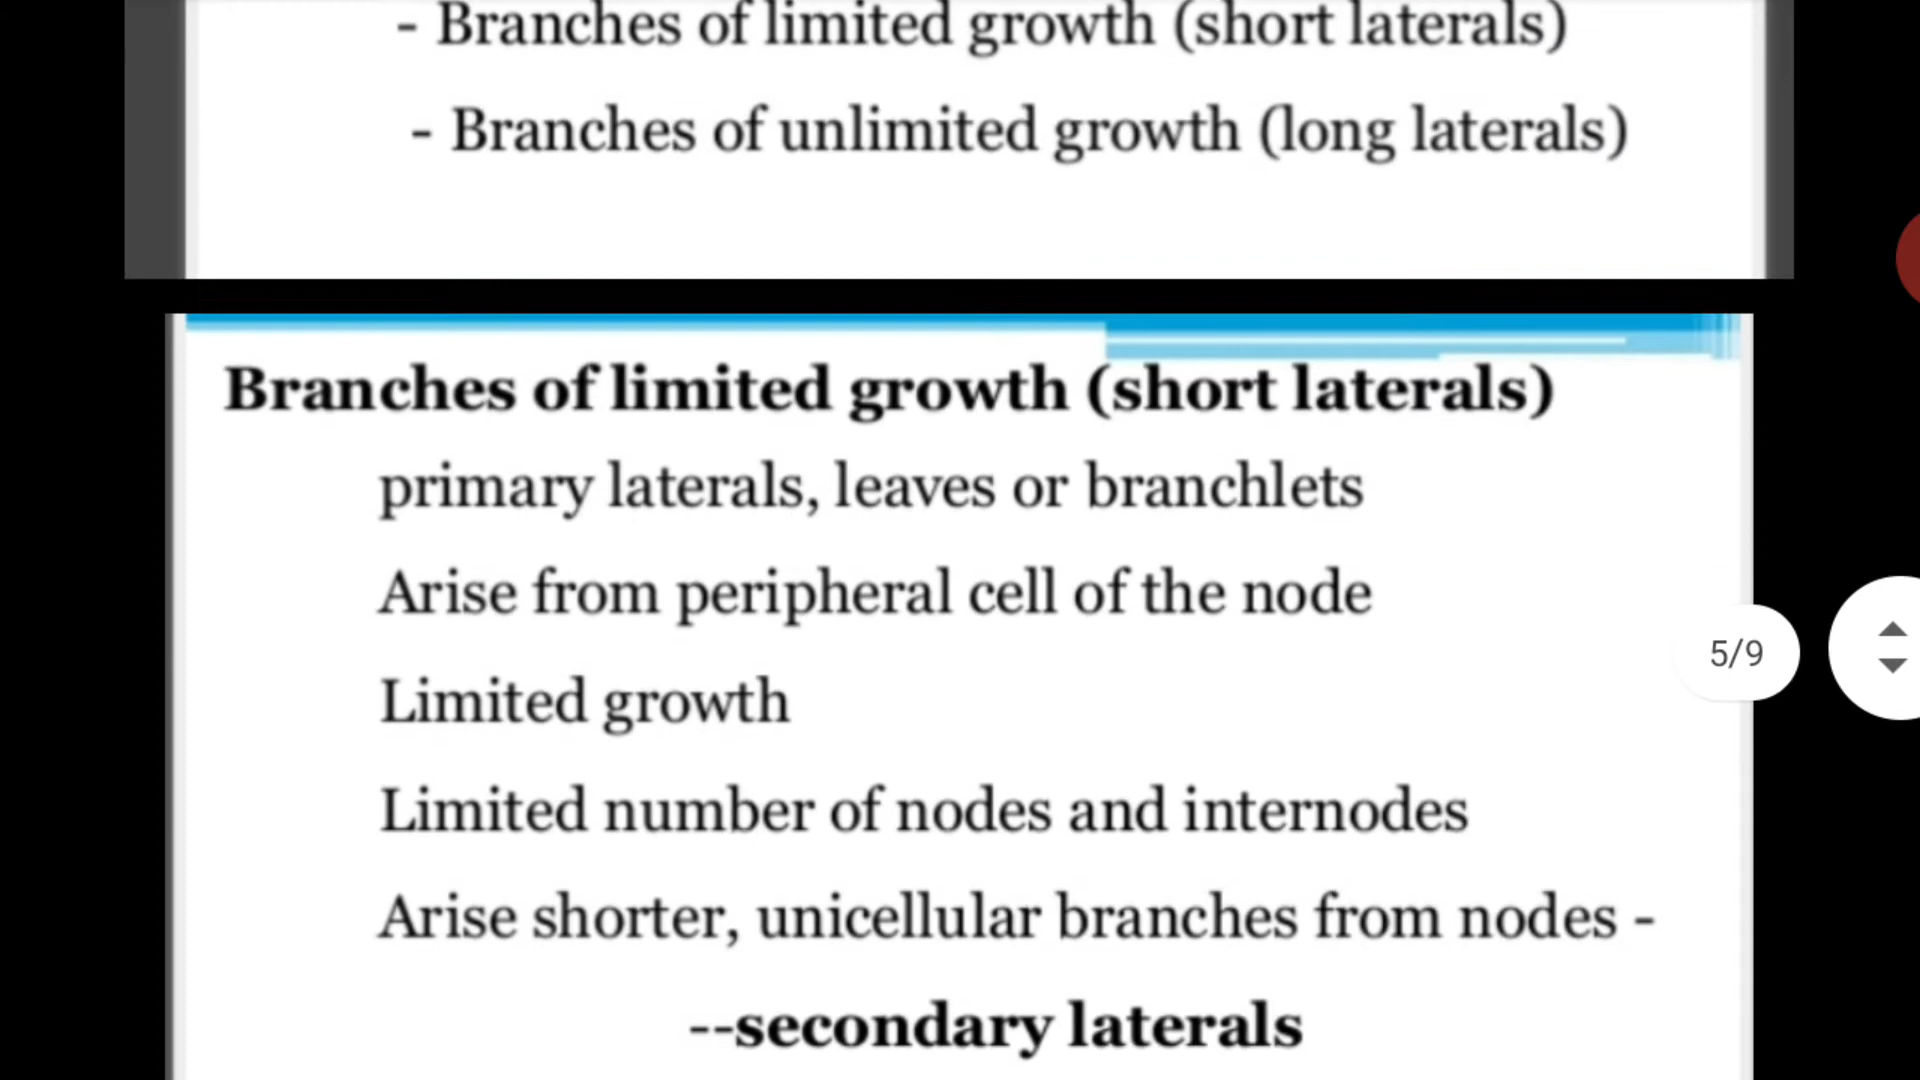 - Branches of limited growth (short laterals)
- Branches of unlimited growth (long laterals)
Branches of limited growth (short laterals)
primary laterals, leaves or branchlets
Arise from peripheral cell of the node
Limited growth
5/9
Limited number of nodes and internodes
Arise shorter, unicellular branches from nodes -
--secondary laterals